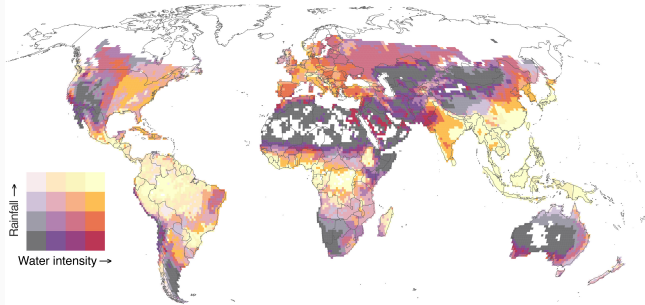 Rainfall →
Water intensity →